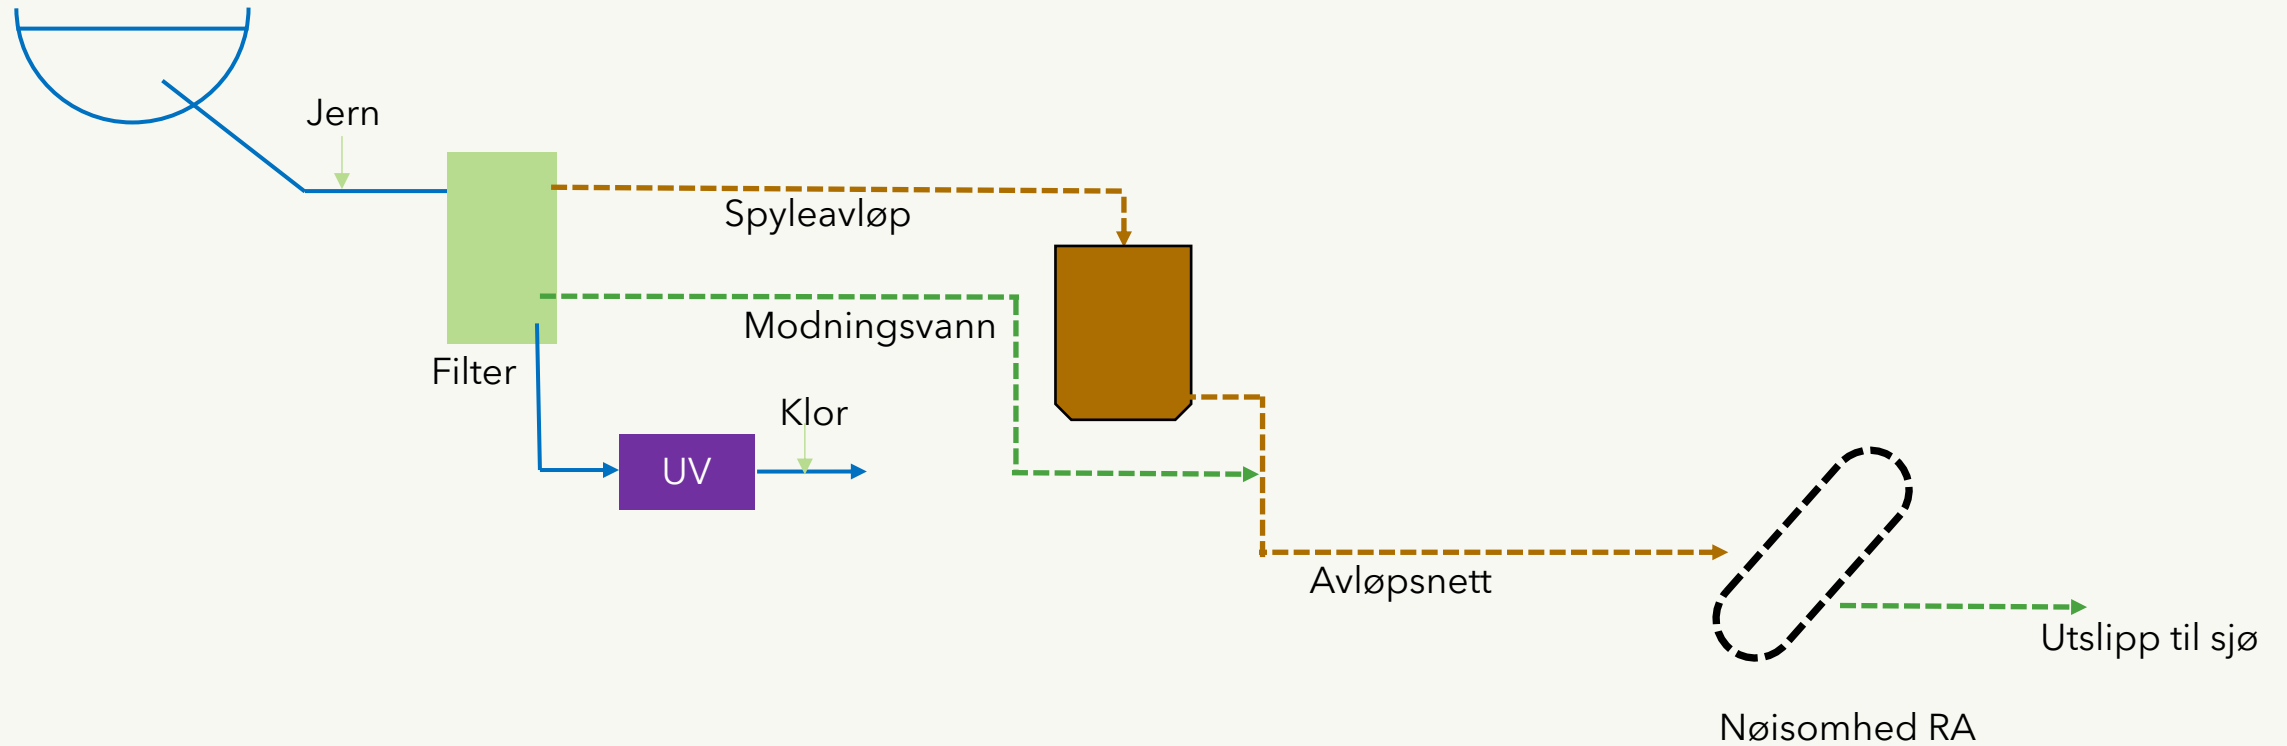 Jern
Spyleavløp
Modningsvann
Filter
Klor
UV
Avløpsnett
Utslipp til sjø
Nøisomhed RA